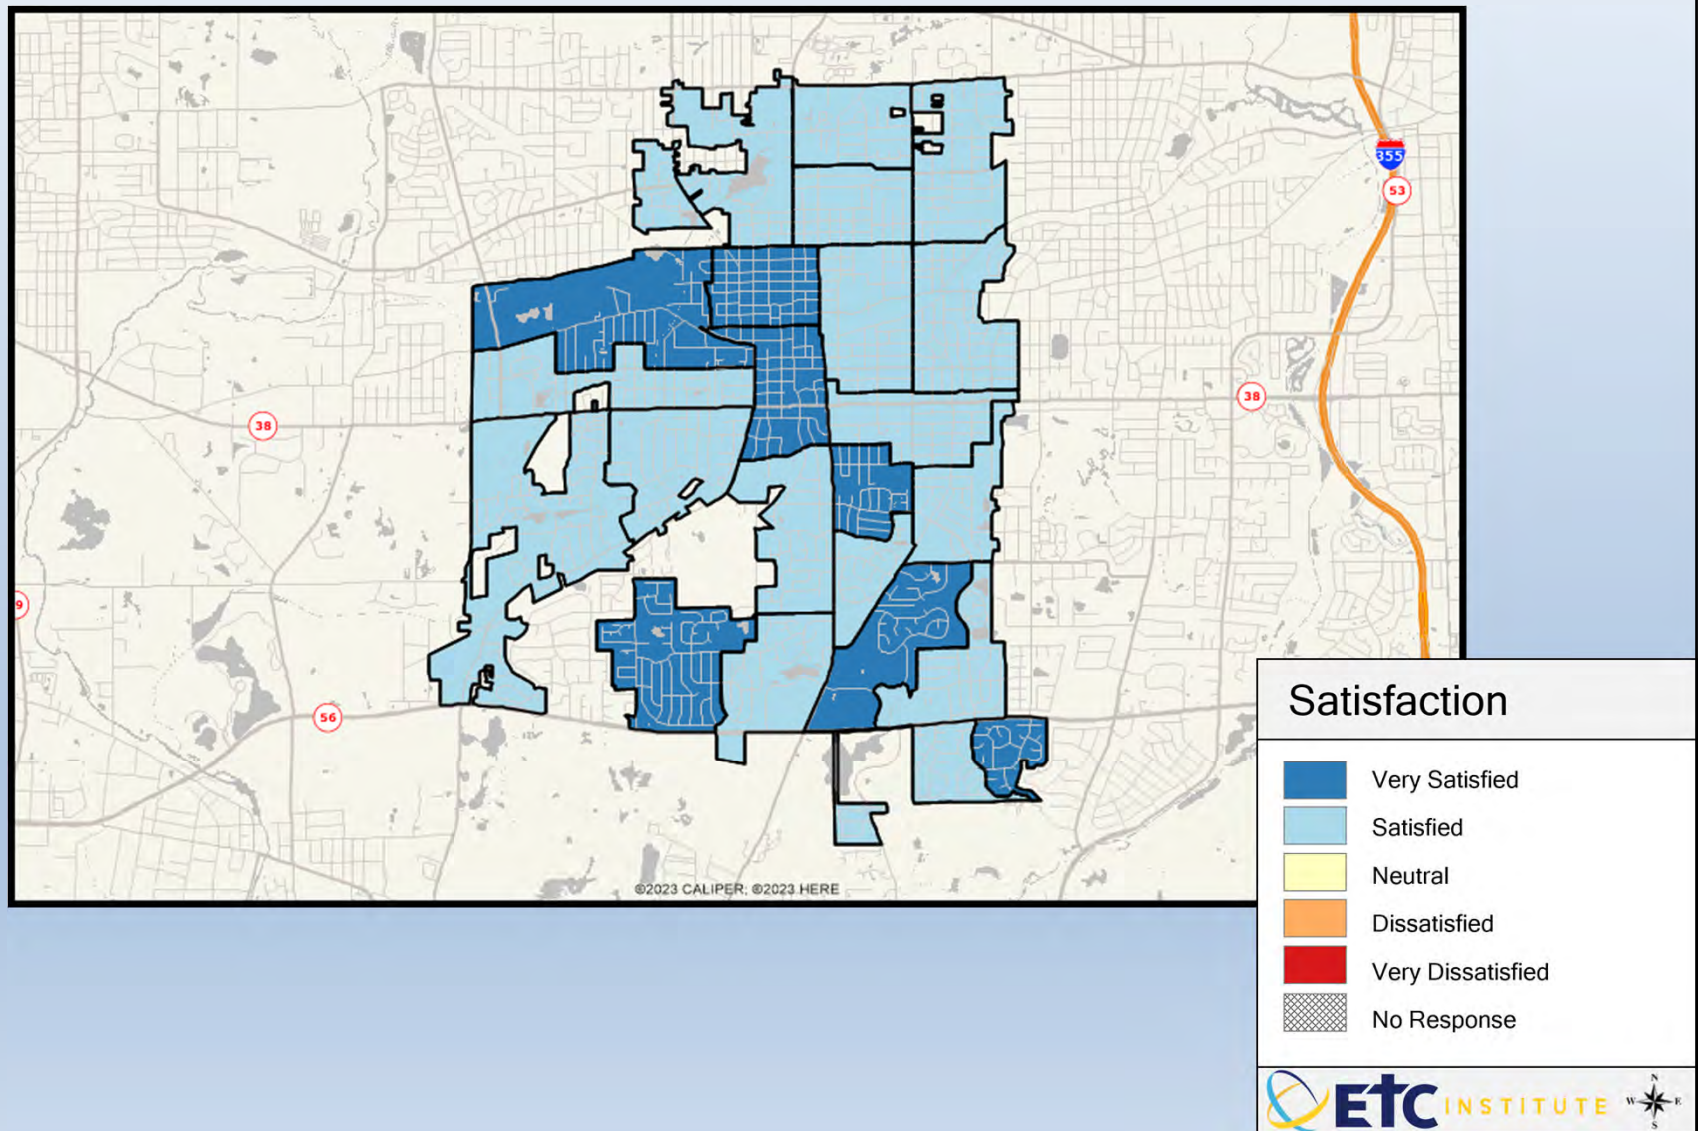 355
53
38
38
9
56
©2023 CALIPER; ©2023 HERE
Satisfaction
Very Satisfied
Satisfied
Neutral
Dissatisfied
Very Dissatisfied
No Response
ETC INSTITUTE
N
W E
S